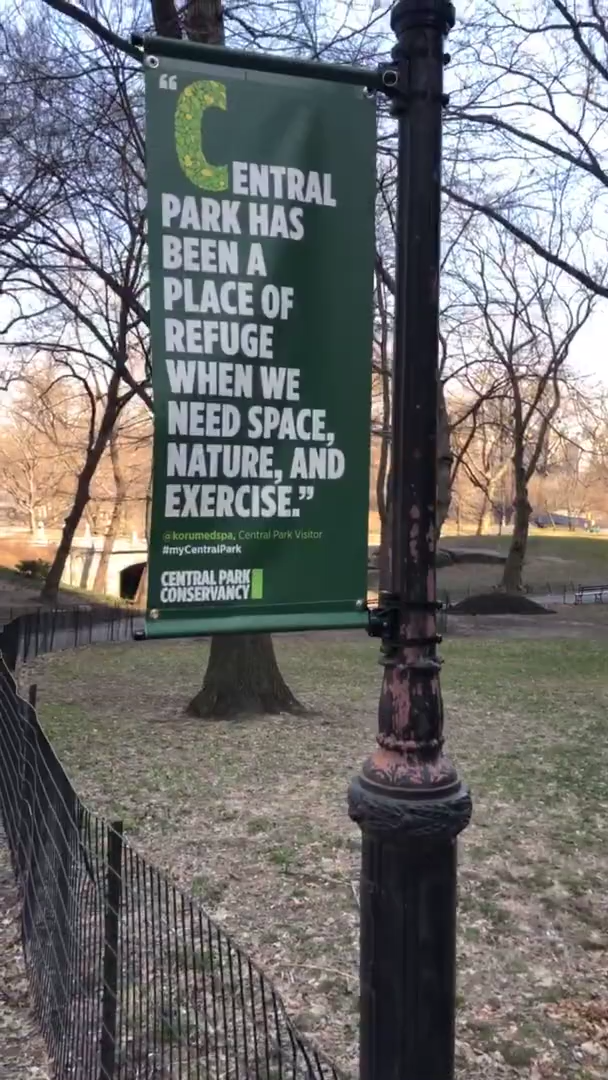 “CENTRAL
PARK HAS
BEEN A
PLACE OF
REFUGE
WHEN WE
NEED SPACE,
NATURE, AND
EXERCISE.”
@korumedspa, Central Park Visitor
#myCentralPark
CENTRAL PARK
CONSERVANCY